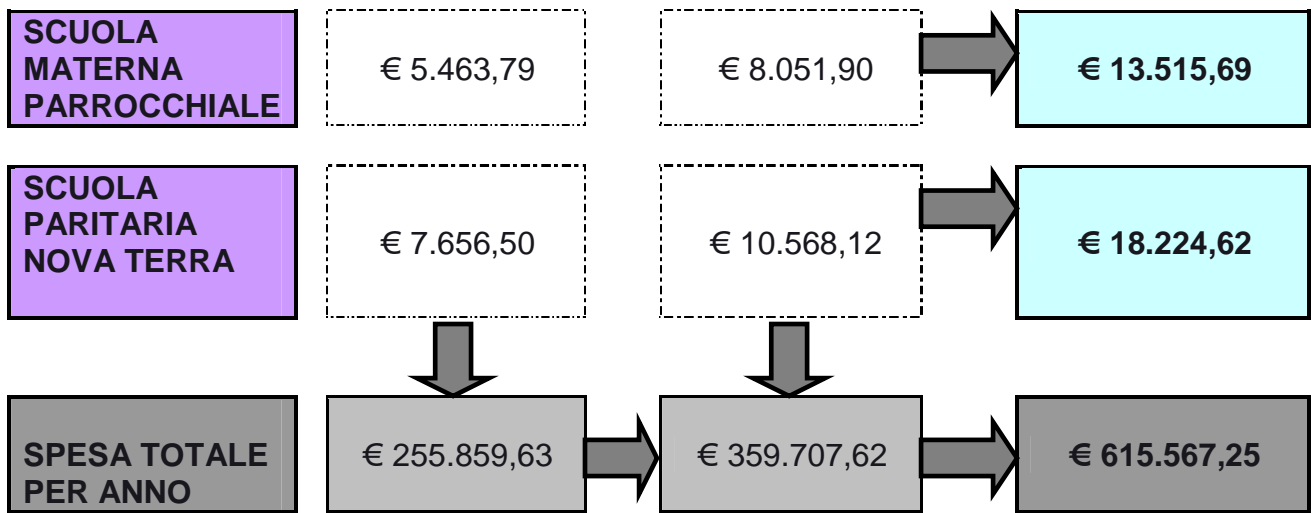 SCUOLA
MATERNA
PARROCCHIALE
€ 5.463,79
€ 8.051,90
€ 13.515,69
SCUOLA
PARITARIA
NOVA TERRA
€ 7.656,50
€ 10.568,12
€ 18.224,62
SPESA TOTALE
PER ANNO
€ 255.859,63
€ 359.707,62
€ 615.567,25